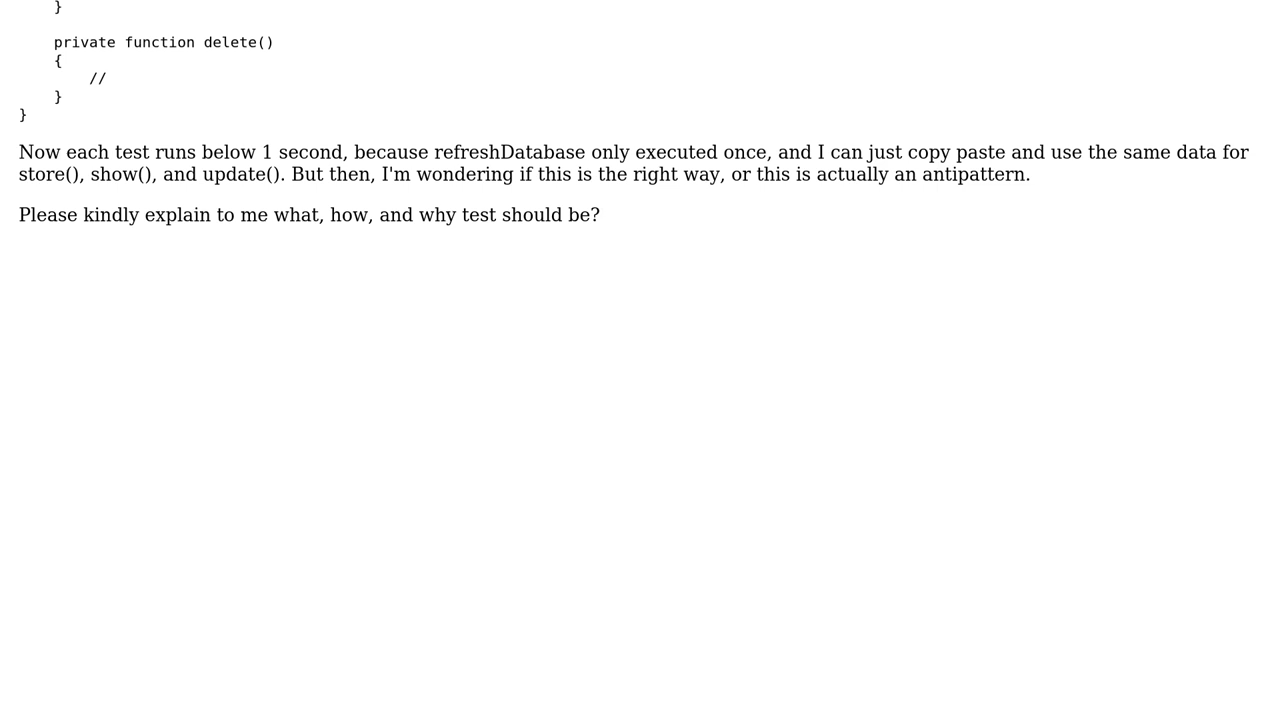 }

    private function delete()
    {
        //
    }
}
Now each test runs below 1 second, because refreshDatabase only executed once, and I can just copy paste and use the same data for
store(), show(), and update(). But then, I'm wondering if this is the right way, or this is actually an antipattern.
Please kindly explain to me what, how, and why test should be?